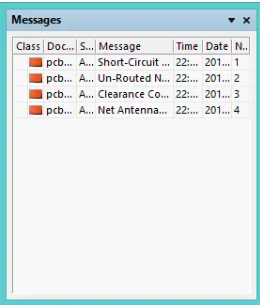 Messages
Class Doc... S... Message Time Date N..
pcb... A... Short-Circuit ... 22:... 201... 1
pcb... A... Un-Routed N... 22:... 201... 2
pcb... A... Clearance Co... 22:... 201... 3
pcb... A... Net Antenna... 22:... 201... 4